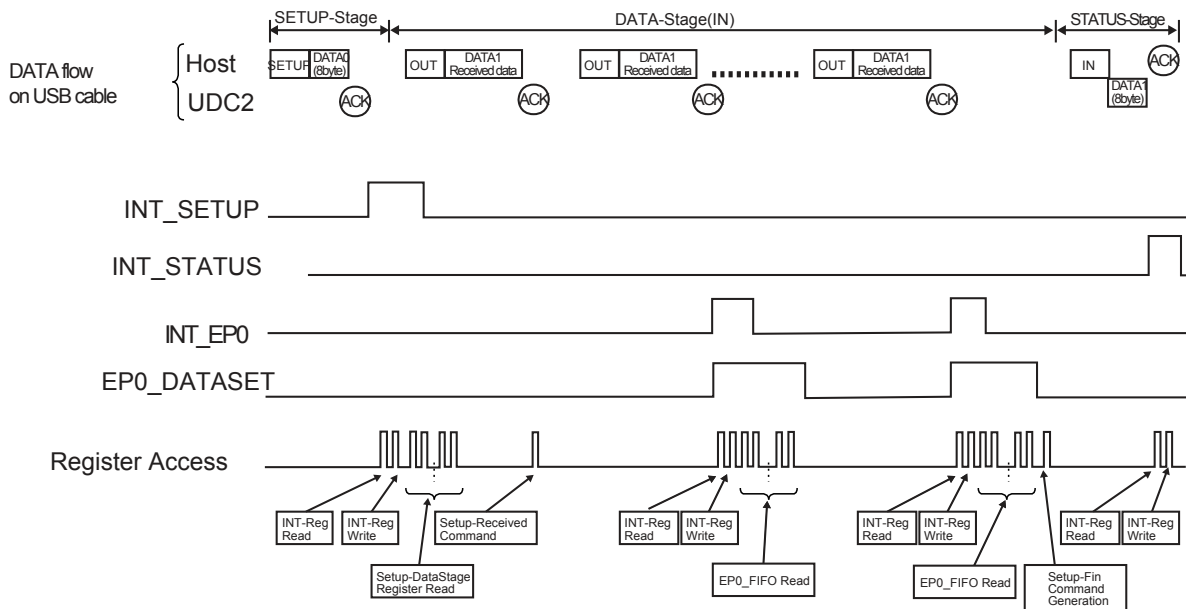 SETUP-Stage
DATA-Stage(IN)
STATUS-Stage
DATA flow
on USB cable
Host
UDC2
SETUP
DATA0
(8byte)
ACK
OUT
DATA1
Received data
ACK
OUT
DATA1
Received data
ACK
OUT
DATA1
Received data
ACK
IN
DATA1
(8byte)
ACK
INT_SETUP
INT_STATUS
INT_EP0
EP0_DATASET
Register Access
INT-Reg
Read
INT-Reg
Write
Setup-DataStage
Register Read
Setup-Received
Command
INT-Reg
Read
INT-Reg
Write
EP0_FIFO Read
INT-Reg
Read
INT-Reg
Write
EP0_FIFO Read
Setup-Fin
Command
Generation
INT-Reg
Read
INT-Reg
Write